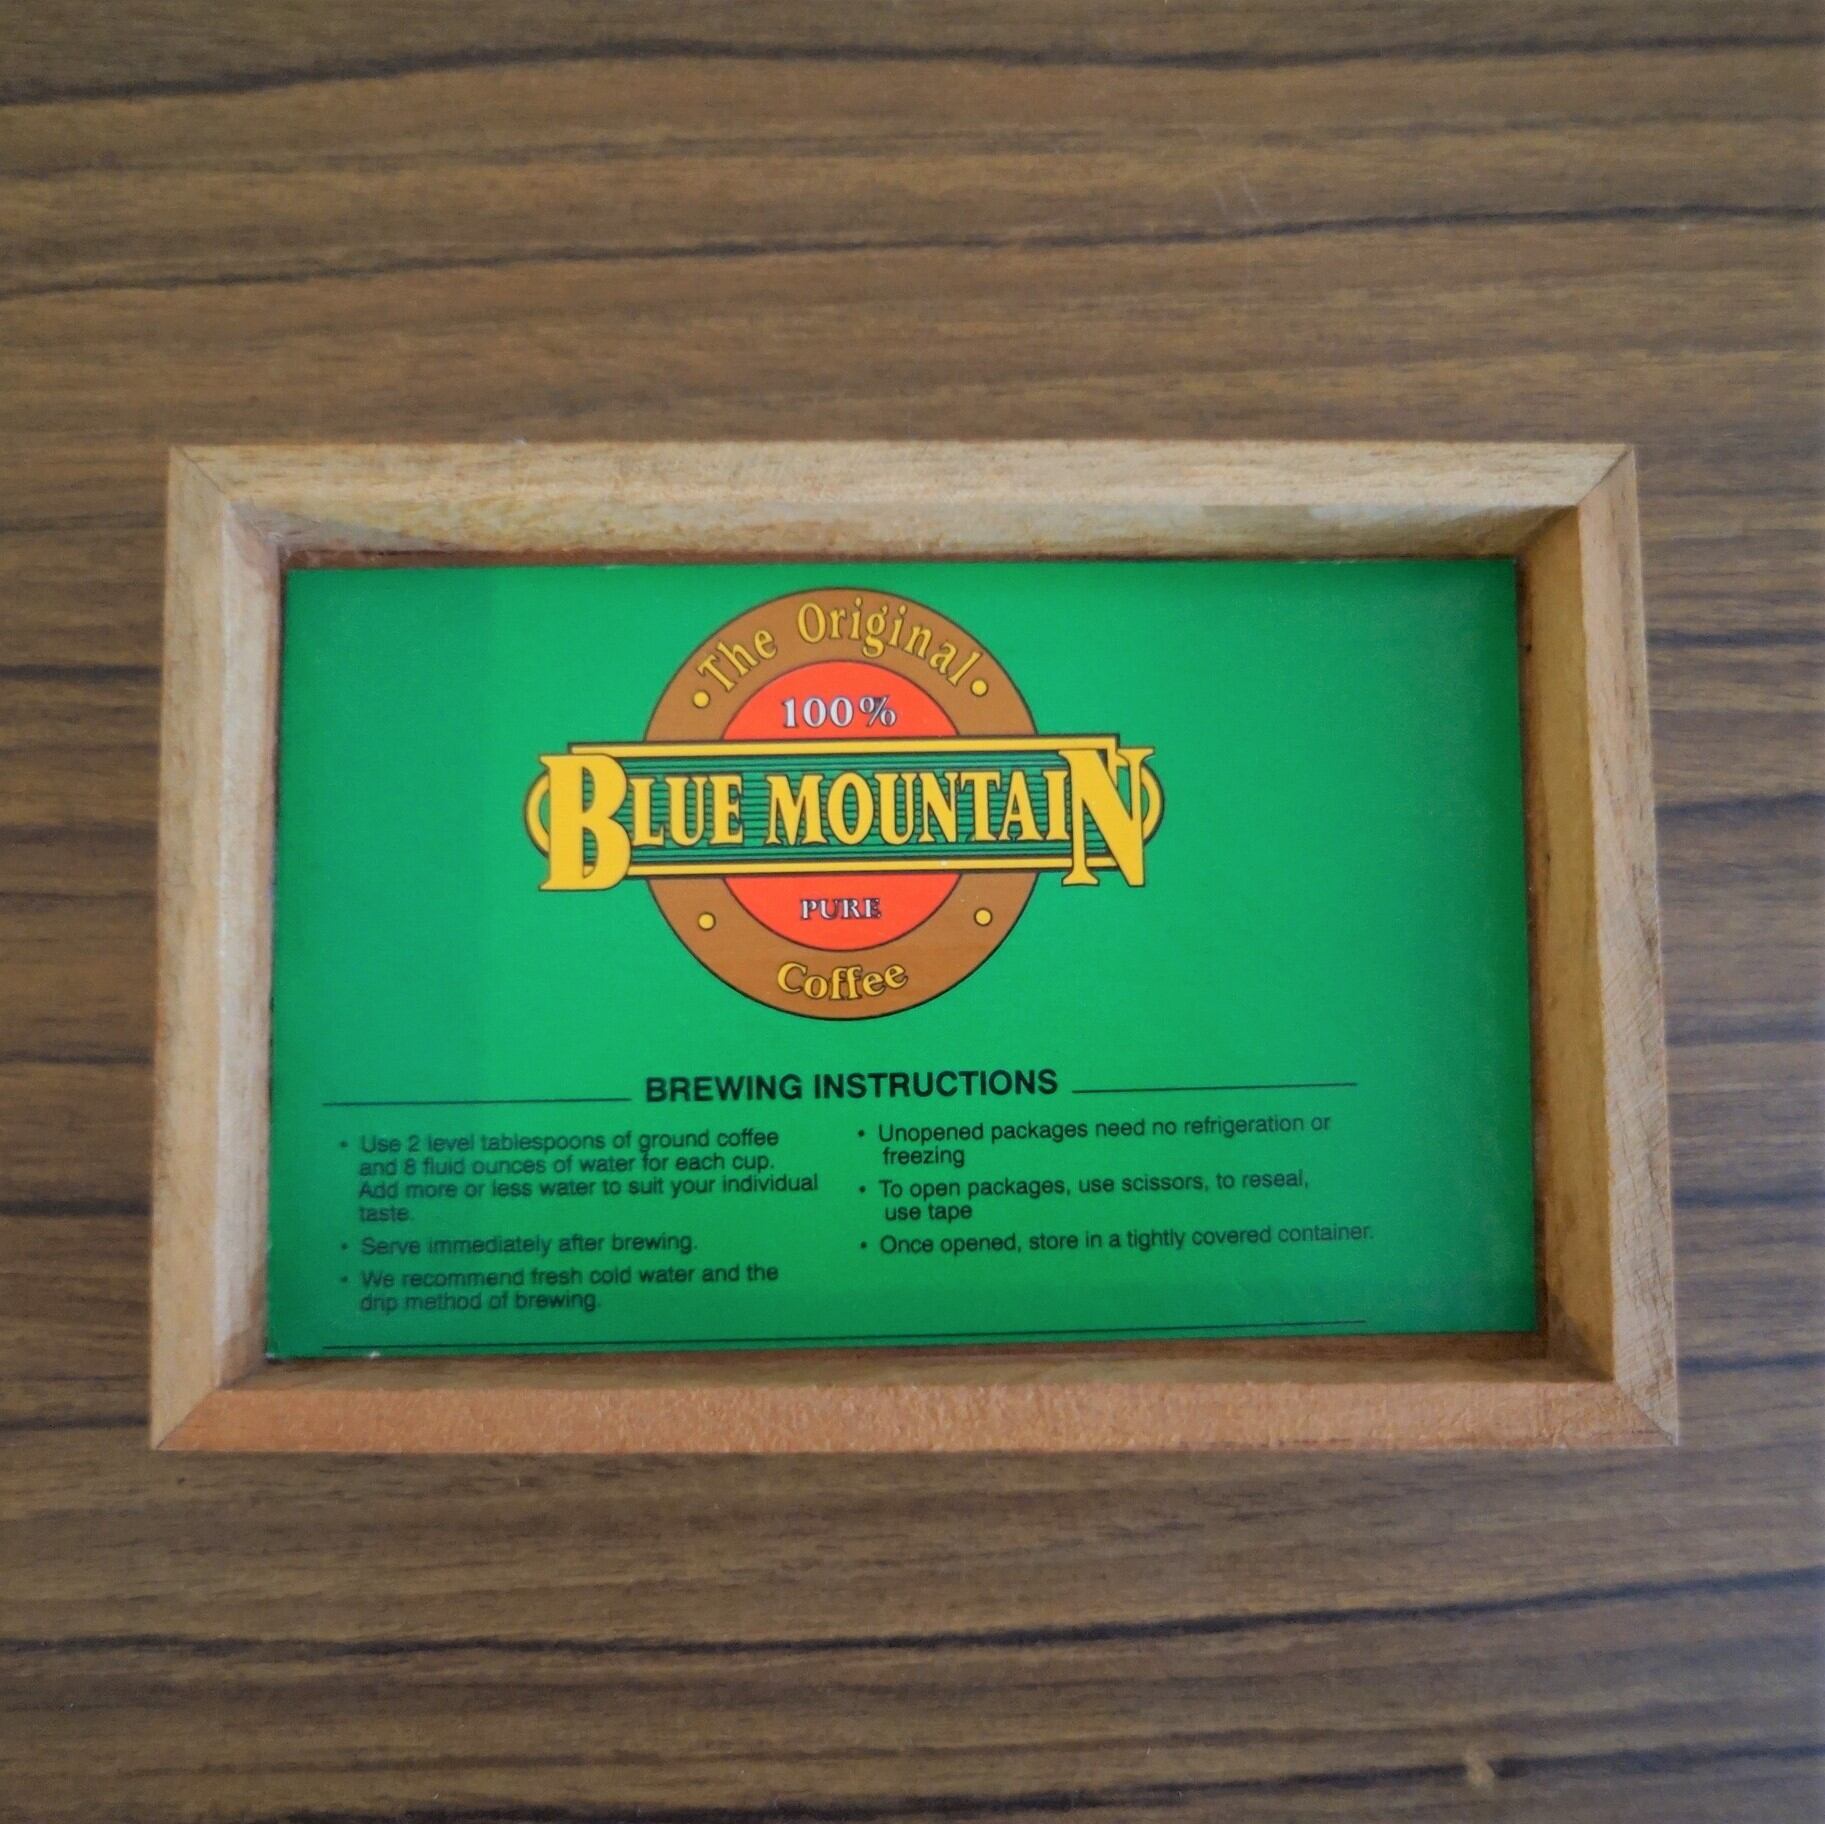 The Original
100%
BLUE MOUNTAIN
PURE
Coffee
BREWING INSTRUCTIONS
• Use 2 level tablespoons of ground coffee
and 8 fluid ounces of water for each cup.
Add more or less water to suit your individual
taste.
• Serve immediately after brewing.
• We recommend fresh cold water and the
drip method of brewing.
• Unopened packages need no refrigeration or
freezing
• To open packages, use scissors, to reseal,
use tape
• Once opened, store in a tightly covered container.